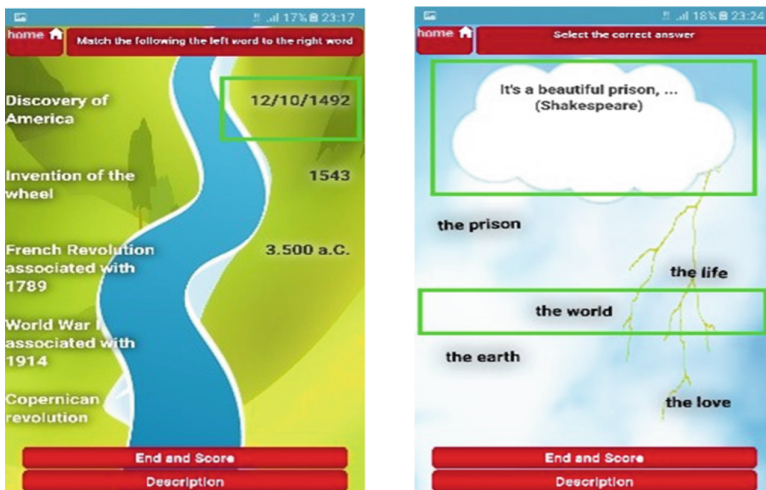 17% 23:17
home Match the following the left word to the right word
Discovery of
America
12/10/1492
Invention of the
wheel
1543
French Revolution
associated with
1789
3.500 a.C.
World War I
associated with
1914
Copernican
revolution
End and Score
Description
18% 23:24
home Select the correct answer
It's a beautiful prison, ...
(Shakespeare)
the prison
the life
the world
the earth
the love
End and Score
Description